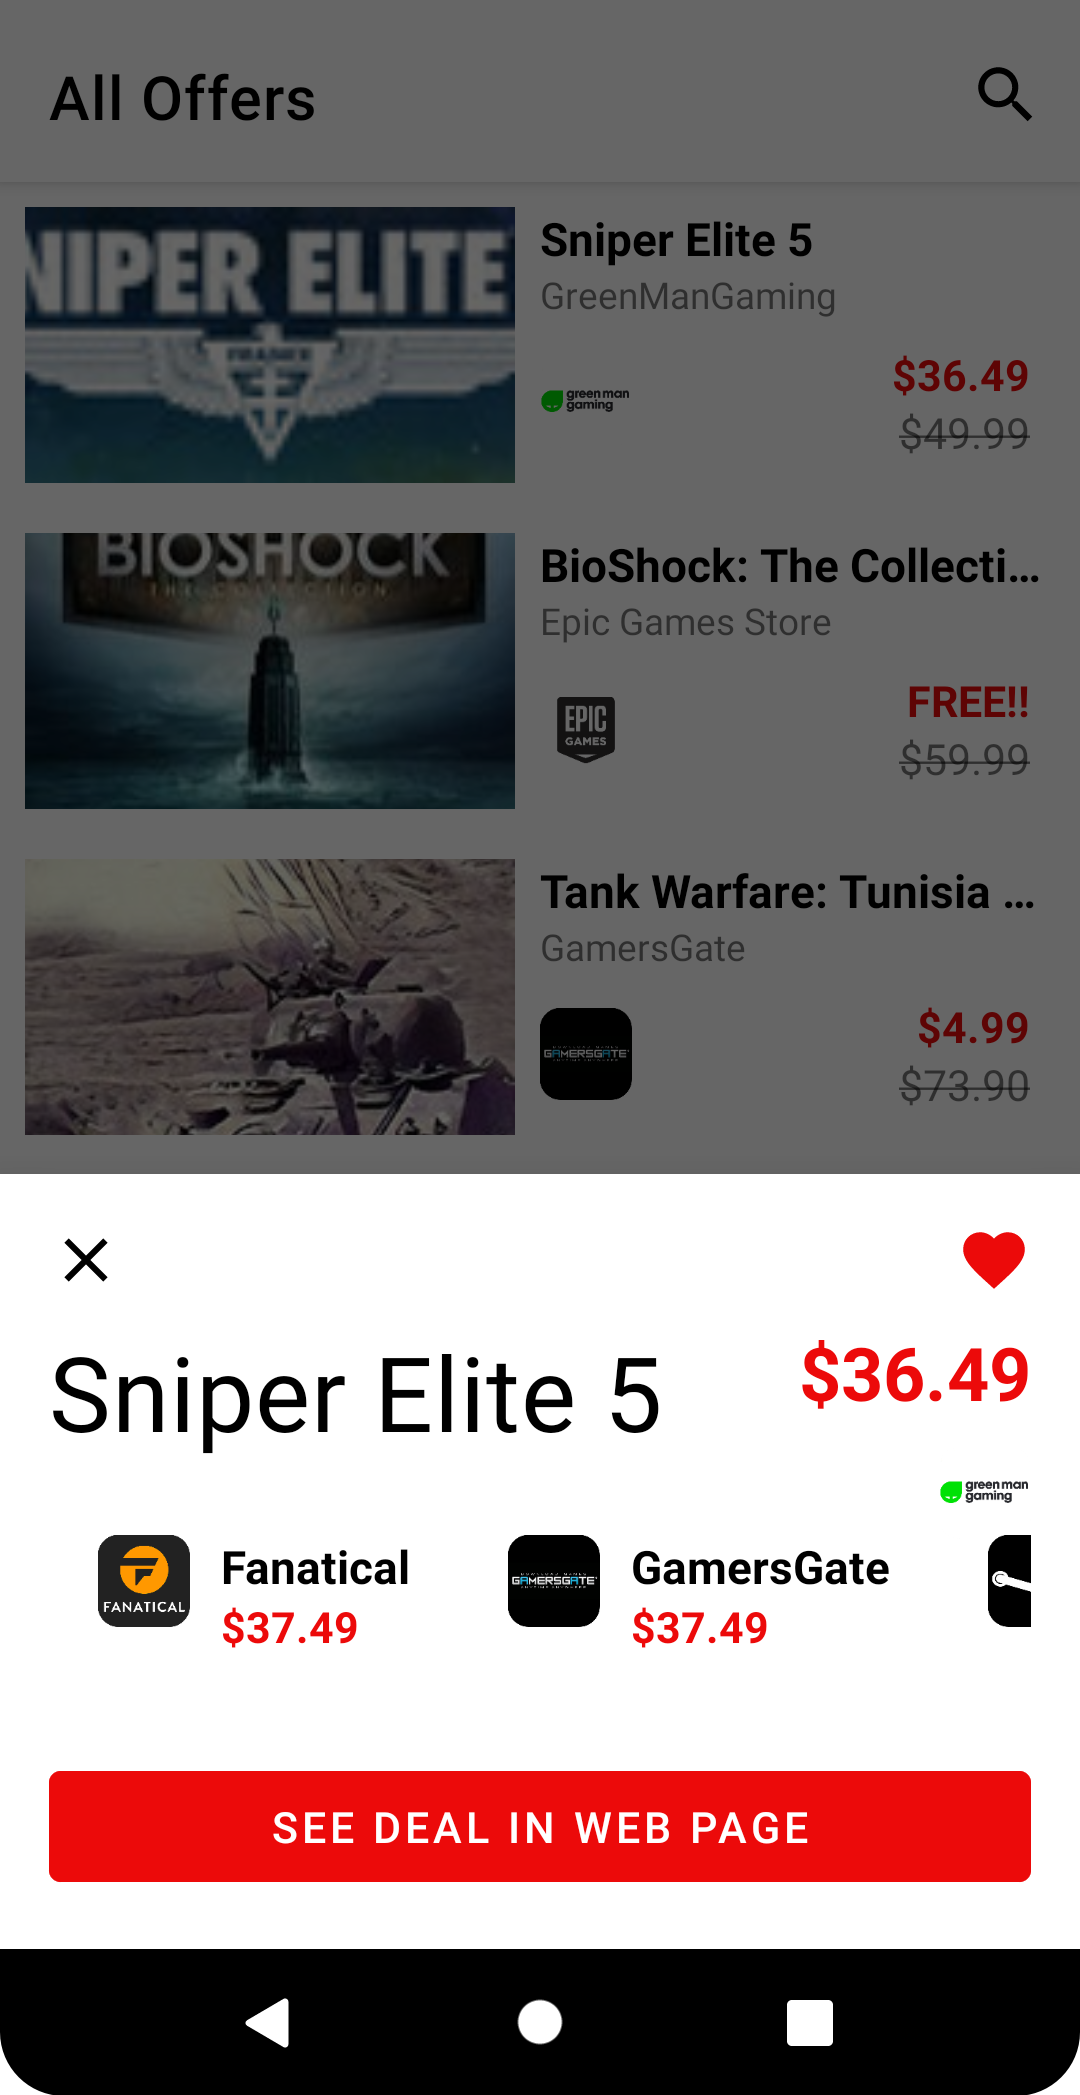 All Offers
NIPER ELITE
Sniper Elite 5
GreenManGaming
green man
gaming
$36.49
$49.99
BIOSHOCK
THE COLLECTION
BioShock: The Collecti...
Epic Games Store
EPIC
GAMES
FREE!!
$59.99
Tank Warfare: Tunisia ...
GamersGate
GAMERSGATE
$4.99
$73.90
Sniper Elite 5
$36.49
green man
gaming
FANATICAL
Fanatical
$37.49
GAMERSGATE
GamersGate
$37.49
SEE DEAL IN WEB PAGE